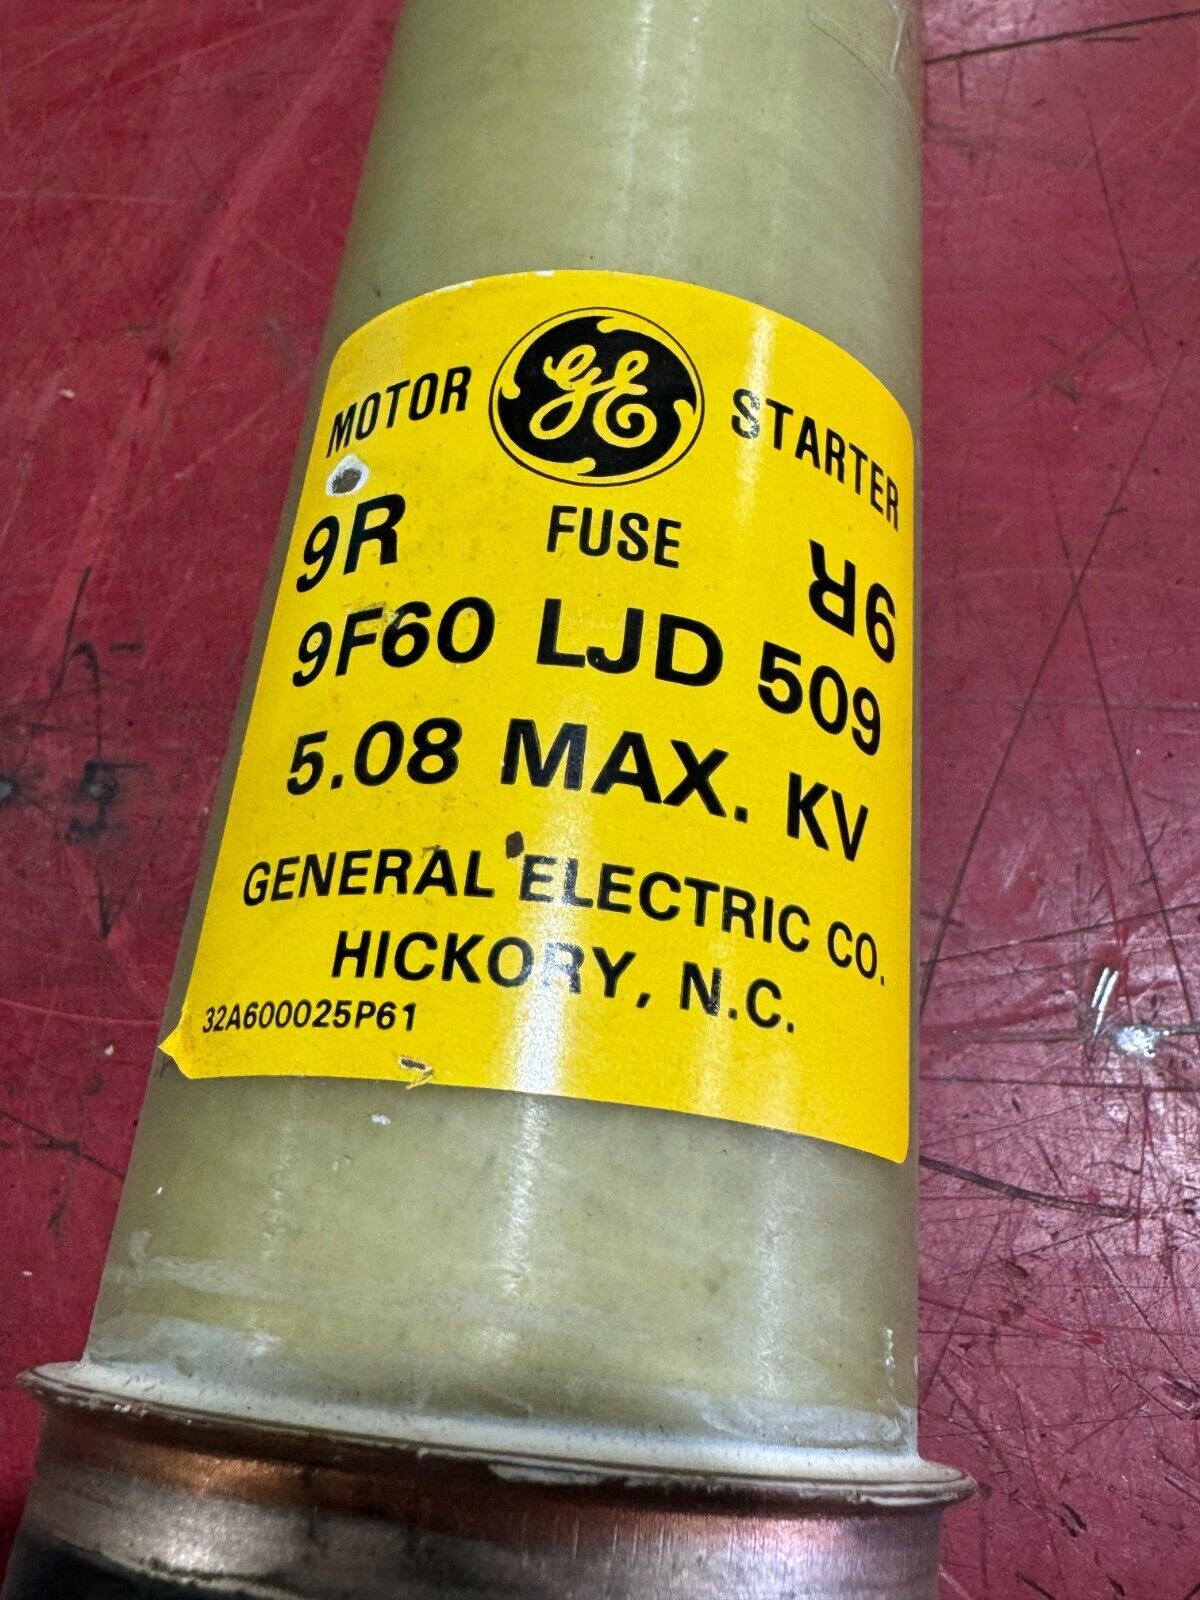 MOTOR GE STARTER
9R FUSE 9R
9F60 LJD 509
5.08 MAX. KV
GENERAL ELECTRIC CO.
HICKORY, N.C.
32A600025P61